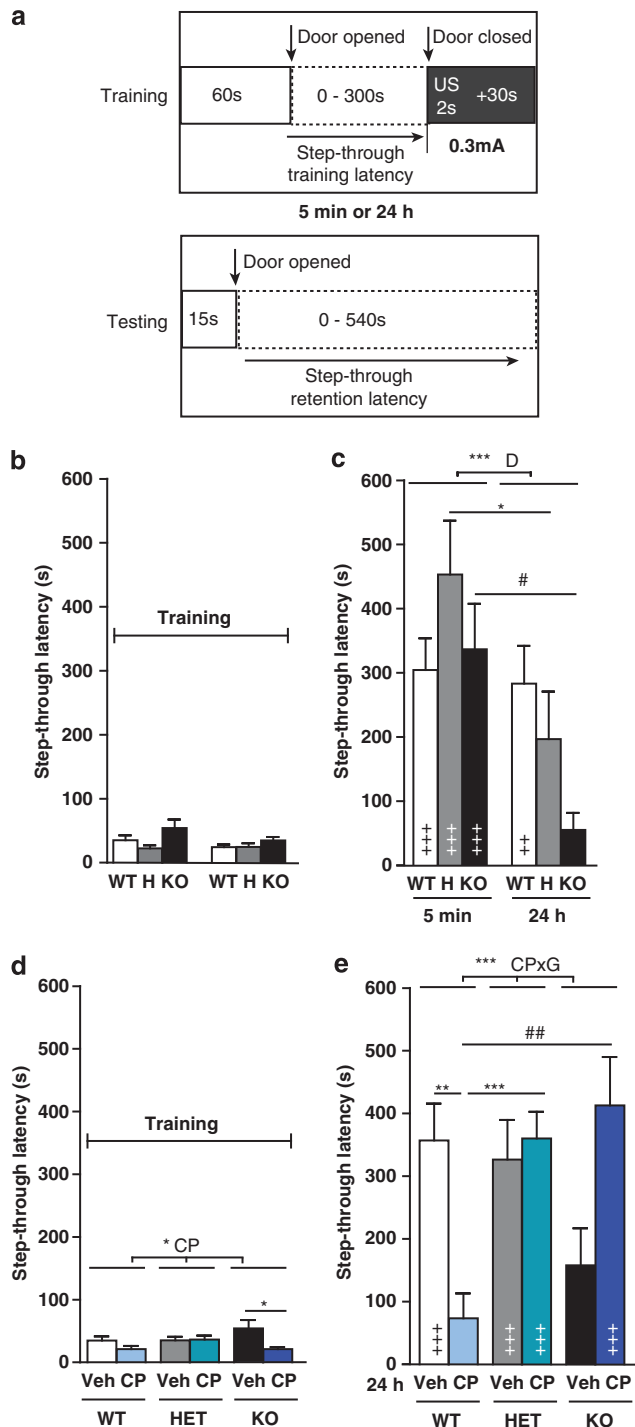 a
Door opened
Door closed
Training
60s
0 - 300s
US
2s
+30s
Step-through
training latency
0.3mA
5 min or 24 h
Door opened
Testing
15s
0 - 540s
Step-through
retention latency
b
Step-through latency (s)
600
500
400
300
200
100
0
Training
WT H KO WT H KO
c
Step-through latency (s)
*** D
*
#
600
500
400
300
200
100
0
+++ +++ +++ ++
WT H KO WT H KO
5 min 24 h
d
Step-through latency (s)
600
500
400
300
200
100
0
Training
* CP
*
Veh CP Veh CP Veh CP
WT HET KO
e
Step-through latency (s)
*** CPxG
##
** ***
600
500
400
300
200
100
0
+++ +++ +++ +++
24 h Veh CP Veh CP Veh CP
WT HET KO